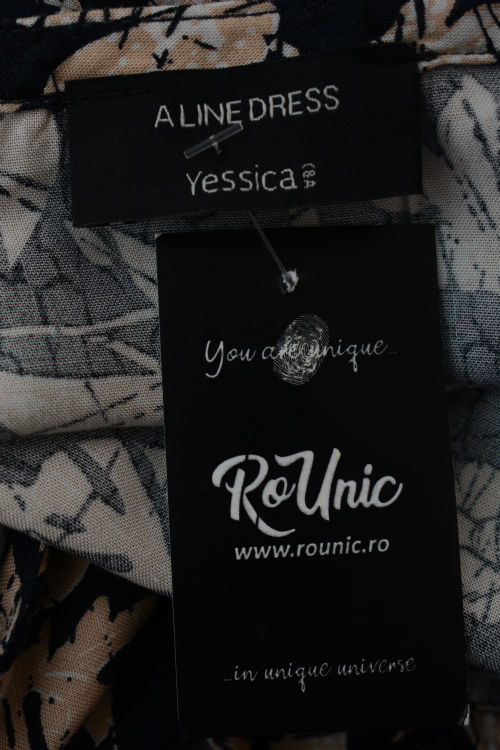 A LINE DRESS
Yessica C&A
You are unique...
RoUnic
www.rounic.ro
...in unique universe